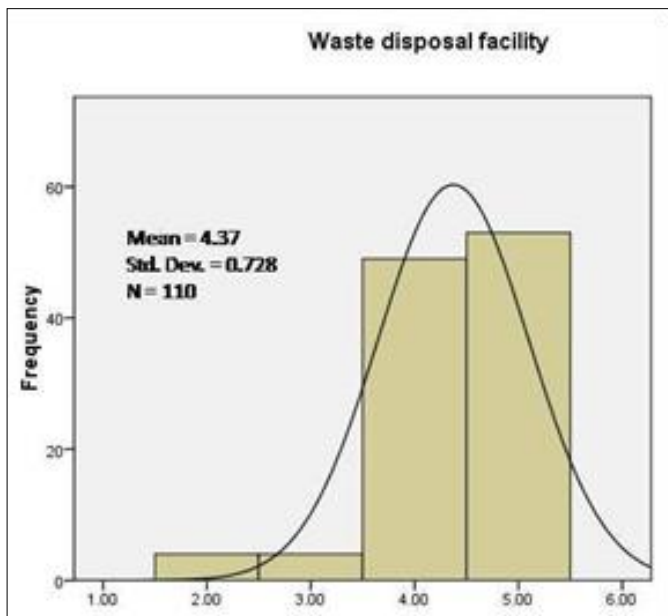 Waste disposal facility
Mean = 4.37
Std. Dev. = 0.728
N = 110
Frequency
60
40
20
0
1.00 2.00 3.00 4.00 5.00 6.00